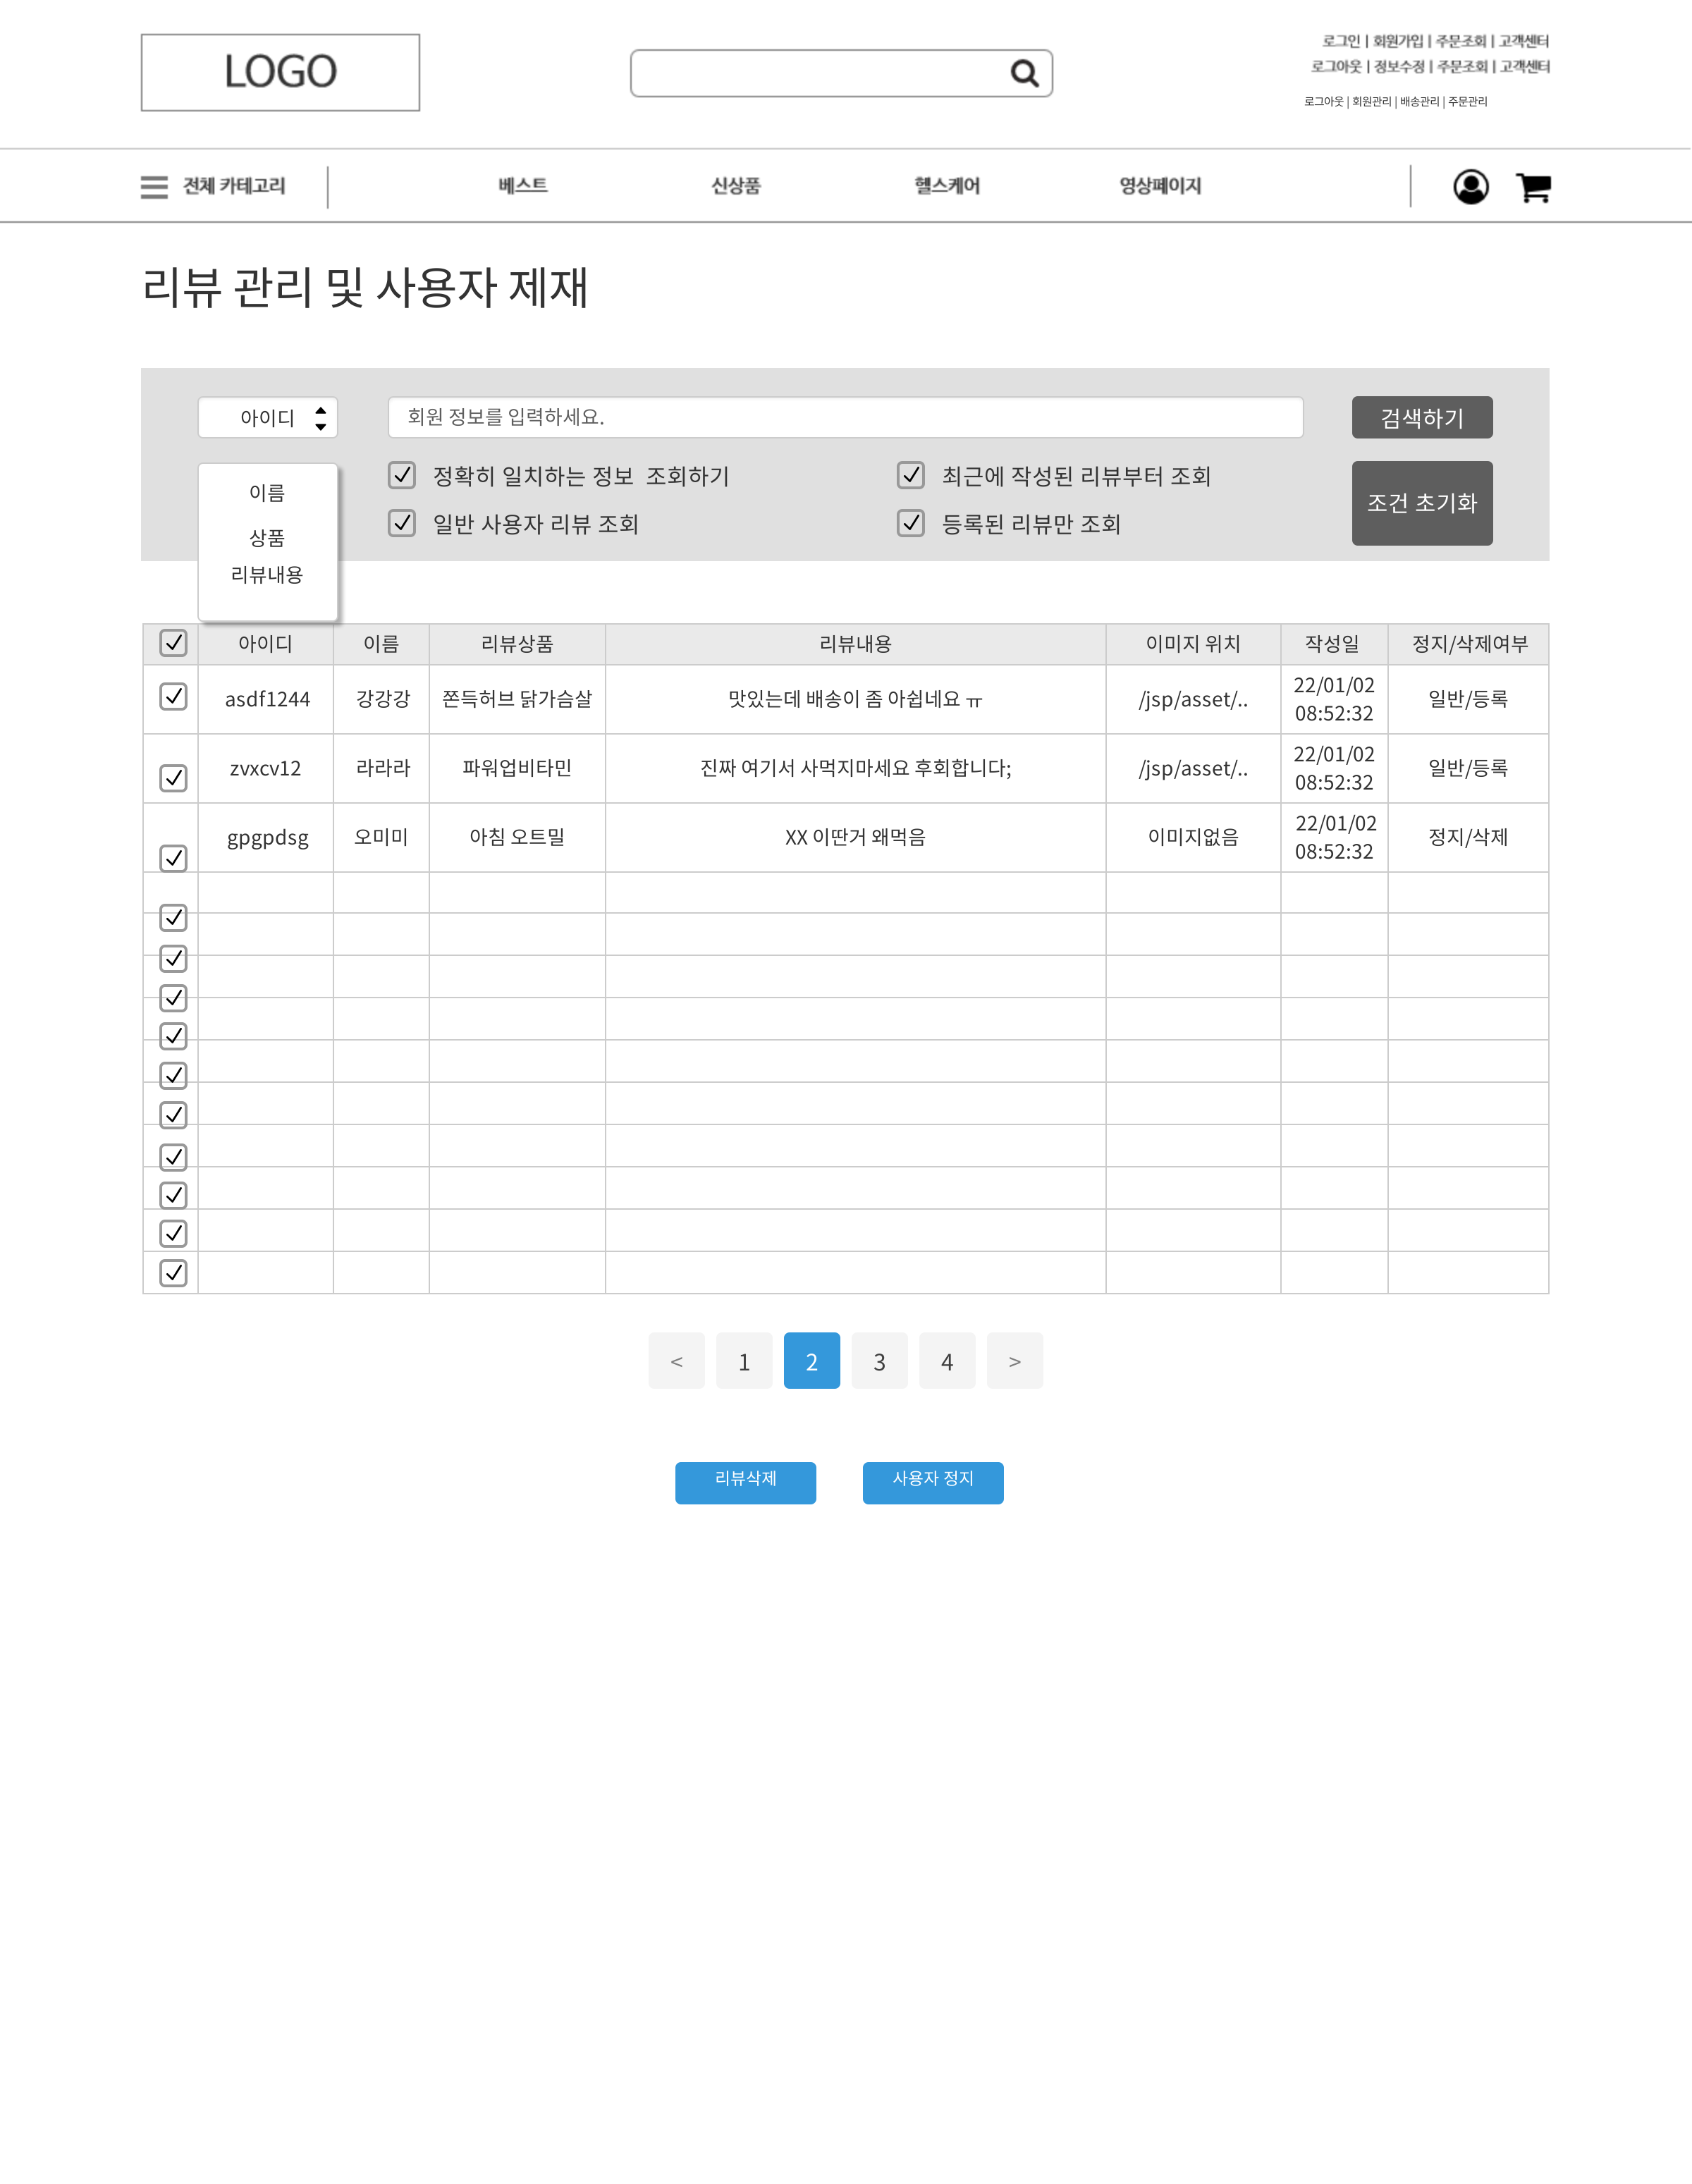 LOGO
로그인 | 회원가입 | 주문조회 | 고객센터
로그아웃 | 정보수정 | 주문조회 | 고객센터
로그아웃 | 회원관리 | 배송관리 | 주문관리
전체 카테고리 베스트 신상품 헬스케어 영상페이지
리뷰 관리 및 사용자 제재
아이디 회원 정보를 입력하세요. 검색하기
정확히 일치하는 정보 조회하기 최근에 작성된 리뷰부터 조회
일반 사용자 리뷰 조회 등록된 리뷰만 조회
조건 초기화
이름
상품
리뷰내용
아이디 이름 리뷰상품 리뷰내용 이미지 위치 작성일 정지/삭제여부
asdf1244 강강강 쫀득허브 닭가슴살 맛있는데 배송이 좀 아쉽네요 ㅠ /jsp/asset/.. 22/01/02 08:52:32 일반/등록
zvxcv12 라라라 파워업비타민 진짜 여기서 사먹지마세요 후회합니다; /jsp/asset/.. 22/01/02 08:52:32 일반/등록
gpgpdsg 오미미 아침 오트밀 XX 이딴거 왜먹음 이미지없음 22/01/02 08:52:32 정지/삭제
< 1 2 3 4 >
리뷰삭제 사용자 정지